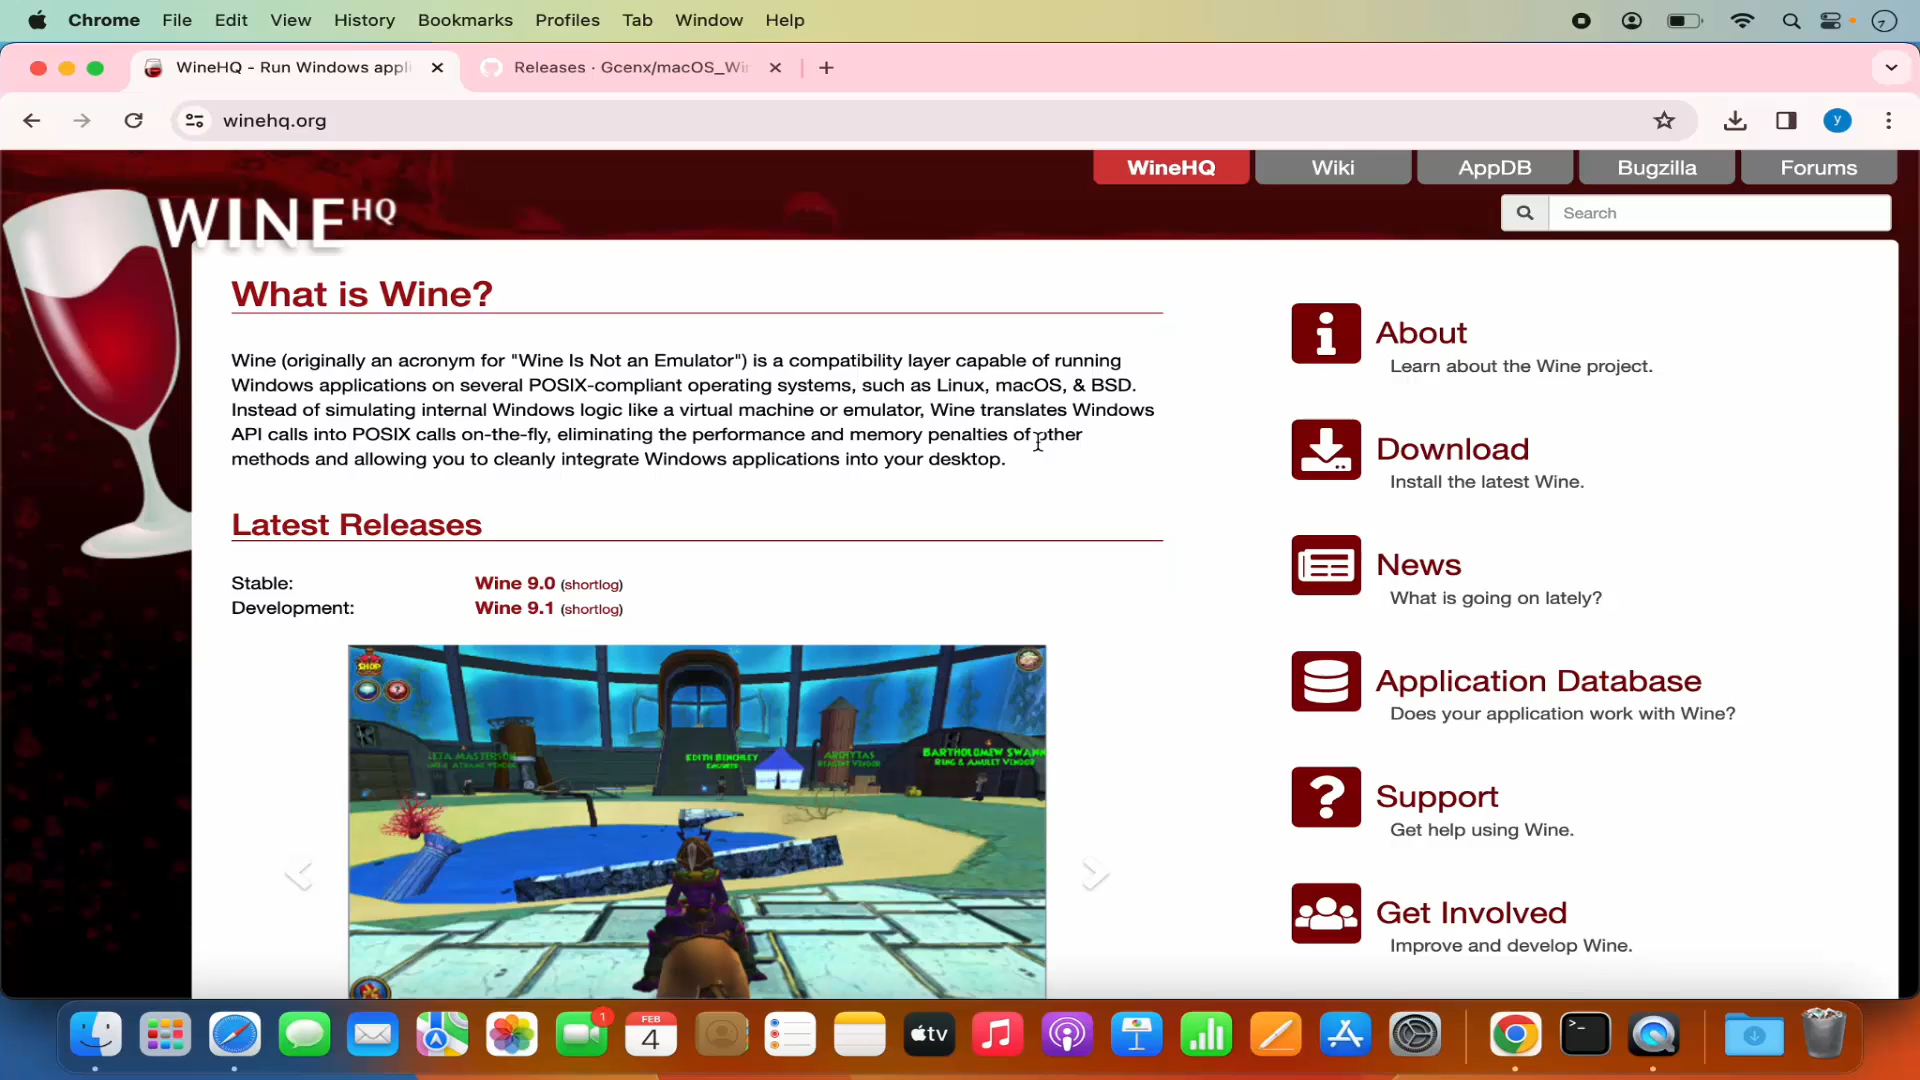 Chrome File Edit View History Bookmarks Profiles Tab Window Help
WineHQ - Run Windows appli
Releases · Gcenx/macOS_Wi
winehq.org
y
WineHQ Wiki AppDB Bugzilla Forums
WINE HQ
Search
What is Wine?
Wine (originally an acronym for "Wine Is Not an Emulator") is a compatibility layer capable of running
Windows applications on several POSIX-compliant operating systems, such as Linux, macOS, & BSD.
Instead of simulating internal Windows logic like a virtual machine or emulator, Wine translates Windows
API calls into POSIX calls on-the-fly, eliminating the performance and memory penalties of other
methods and allowing you to cleanly integrate Windows applications into your desktop.
Latest Releases
Stable: Wine 9.0 (shortlog)
Development: Wine 9.1 (shortlog)
SHOP
EDITH BENCHLEY
BARTHOLOMEW SWANN
RING & AMULET VENDOR
About
Learn about the Wine project.
Download
Install the latest Wine.
News
What is going on lately?
Application Database
Does your application work with Wine?
Support
Get help using Wine.
Get Involved
Improve and develop Wine.
1
FEB
4
tv